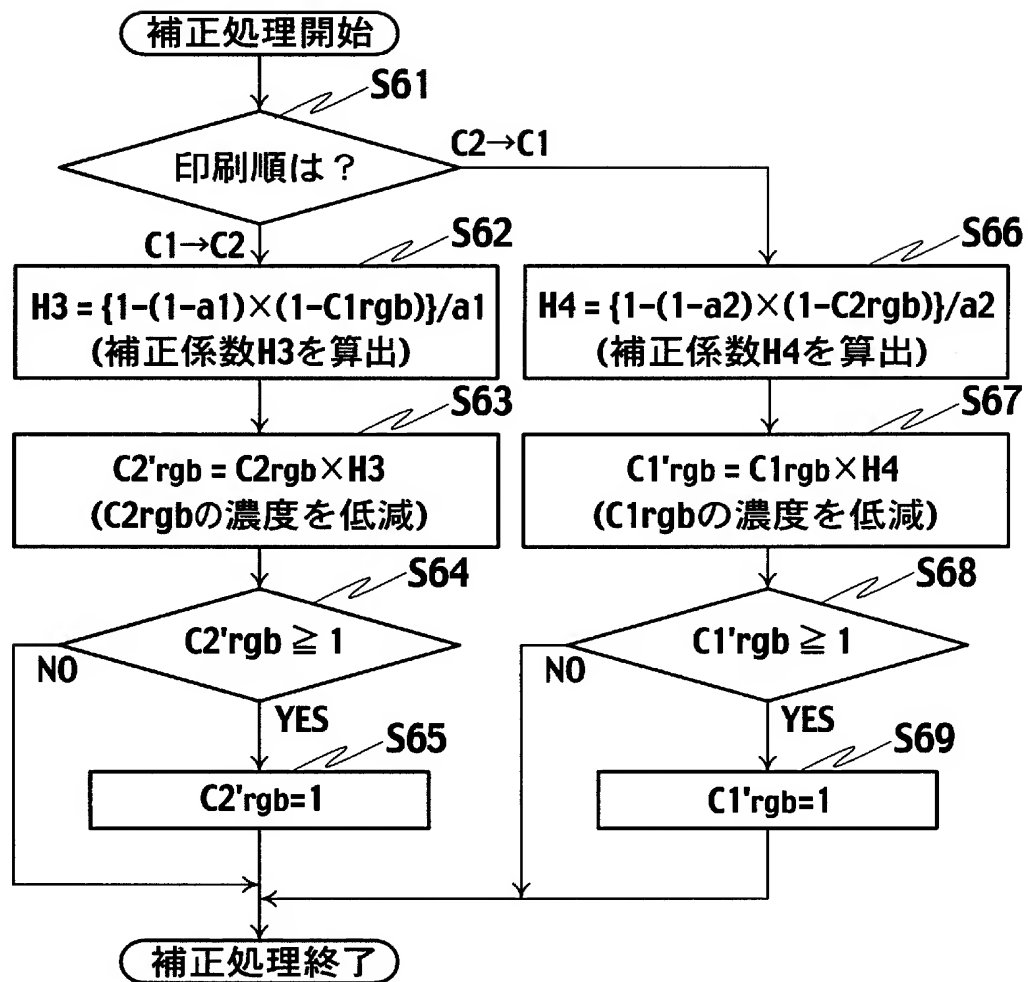 補正処理開始
S61
印刷順は？
C2→C1
C1→C2
S62
H3 = {1-(1-a1)×(1-C1rgb)}/a1
(補正係数H3を算出)
S63
C2'rgb = C2rgb×H3
(C2rgbの濃度を低減)
S64
C2'rgb ≧ 1
NO
YES
S65
C2'rgb=1
S66
H4 = {1-(1-a2)×(1-C2rgb)}/a2
(補正係数H4を算出)
S67
C1'rgb = C1rgb×H4
(C1rgbの濃度を低減)
S68
C1'rgb ≧ 1
NO
YES
S69
C1'rgb=1
補正処理終了